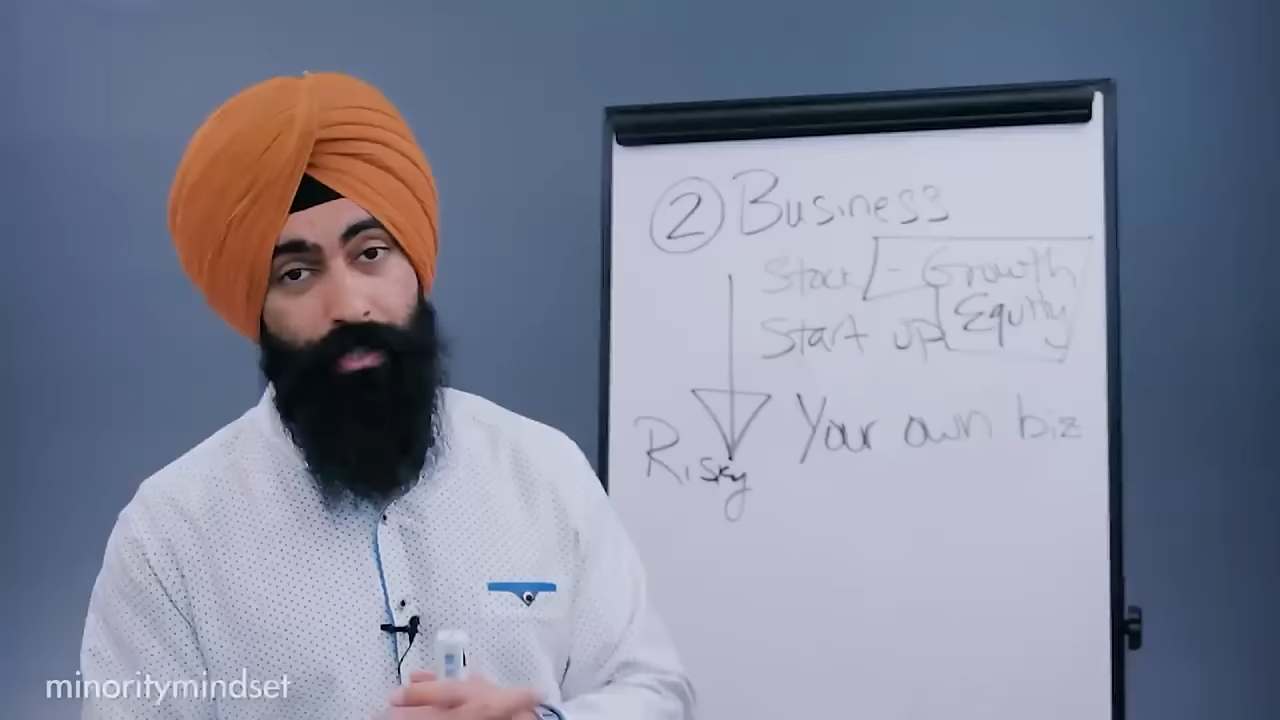 ② Business
Stock - Growth
Equity
Start up
Your own biz
Risky
minoritymindset